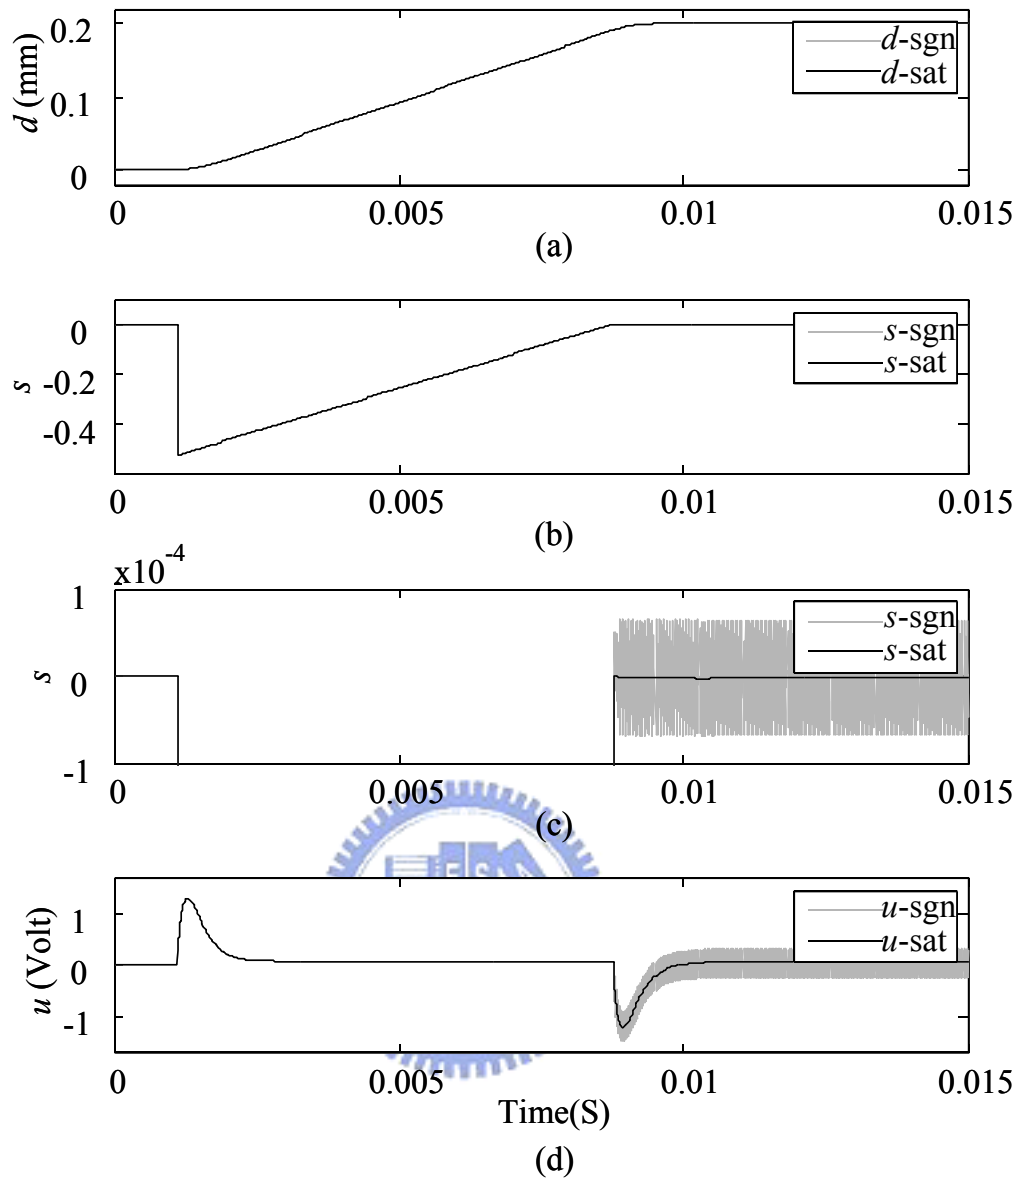 0.2
d-sgn
d-sat
d (mm)
0.1
0
0 0.005 0.01 0.015
(a)
0
s-sgn
s-sat
s
-0.2
-0.4
0 0.005 0.01 0.015
(b)
x10-4
1
s-sgn
s-sat
s
0
-1
0 0.005 0.01 0.015
(c)
1
u-sgn
u-sat
u (Volt)
0
-1
0 0.005 0.01 0.015
Time(S)
(d)